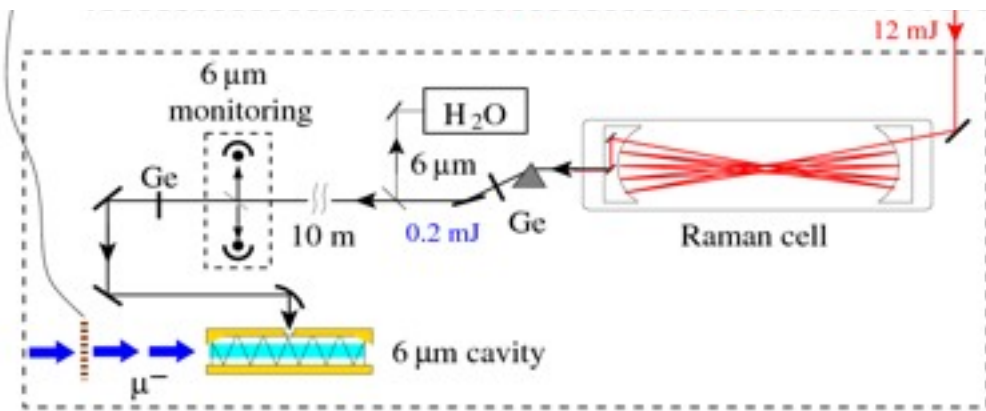 12 mJ
6 μm
monitoring
H₂O
6 μm
Ge
Ge
10 m
0.2 mJ
Raman cell
6 μm cavity
μ⁻